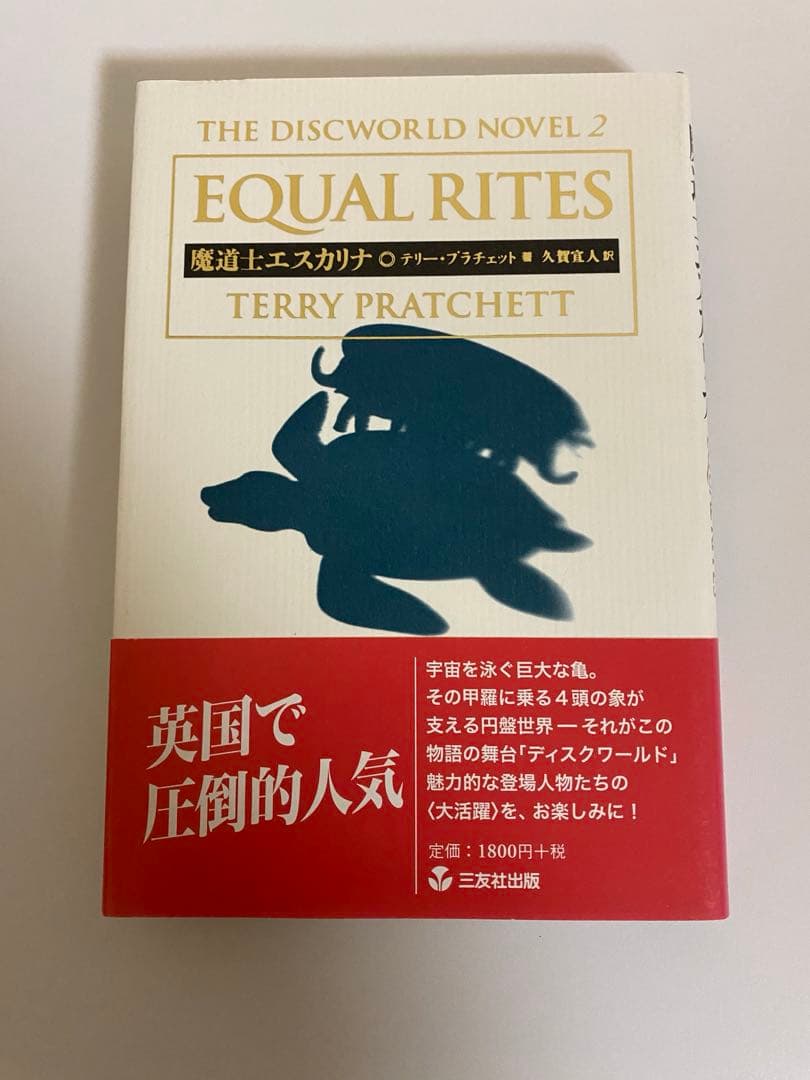 THE DISCWORLD NOVEL 2
EQUAL RITES
魔道士エスカリナ◎テリー・プラチェット 著 久賀宣人 訳
TERRY PRATCHETT
英国で
圧倒的人気
宇宙を泳ぐ巨大な亀。
その甲羅に乗る4頭の象が
支える円盤世界―それがこの
物語の舞台「ディスクワールド」
魅力的な登場人物たちの
〈大活躍〉を、お楽しみに!
定価:1800円+税
三友社出版